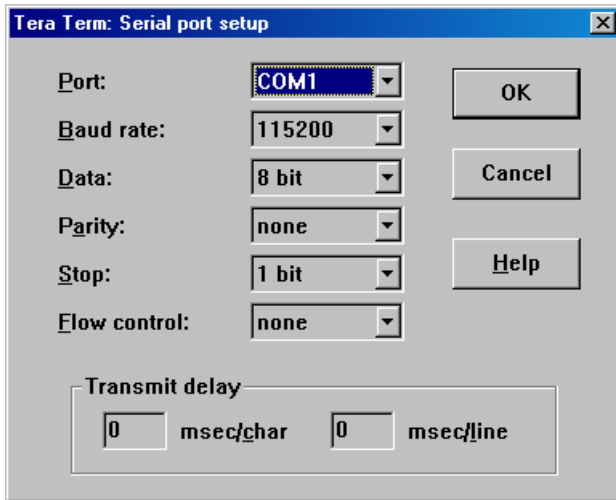 Tera Term: Serial port setup
Port: COM1
OK
Baud rate: 115200
Data: 8 bit
Cancel
Parity: none
Stop: 1 bit
Help
Flow control: none
Transmit delay
0 msec/char 0 msec/line